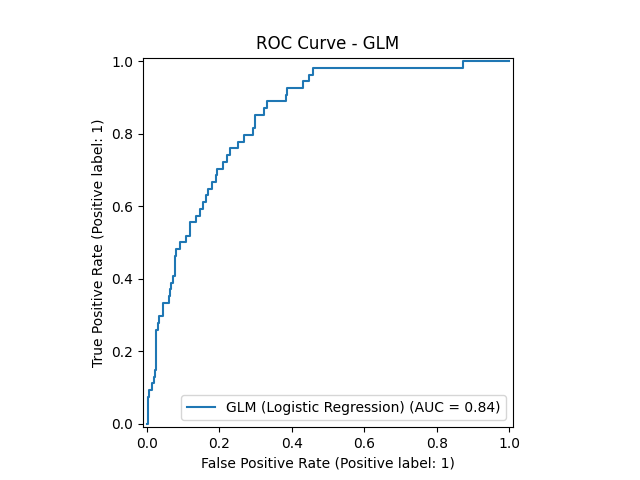 ROC Curve - GLM
True Positive Rate (Positive label: 1)
1.0
0.8
0.6
0.4
0.2
0.0
GLM (Logistic Regression) (AUC = 0.84)
0.0 0.2 0.4 0.6 0.8 1.0
False Positive Rate (Positive label: 1)